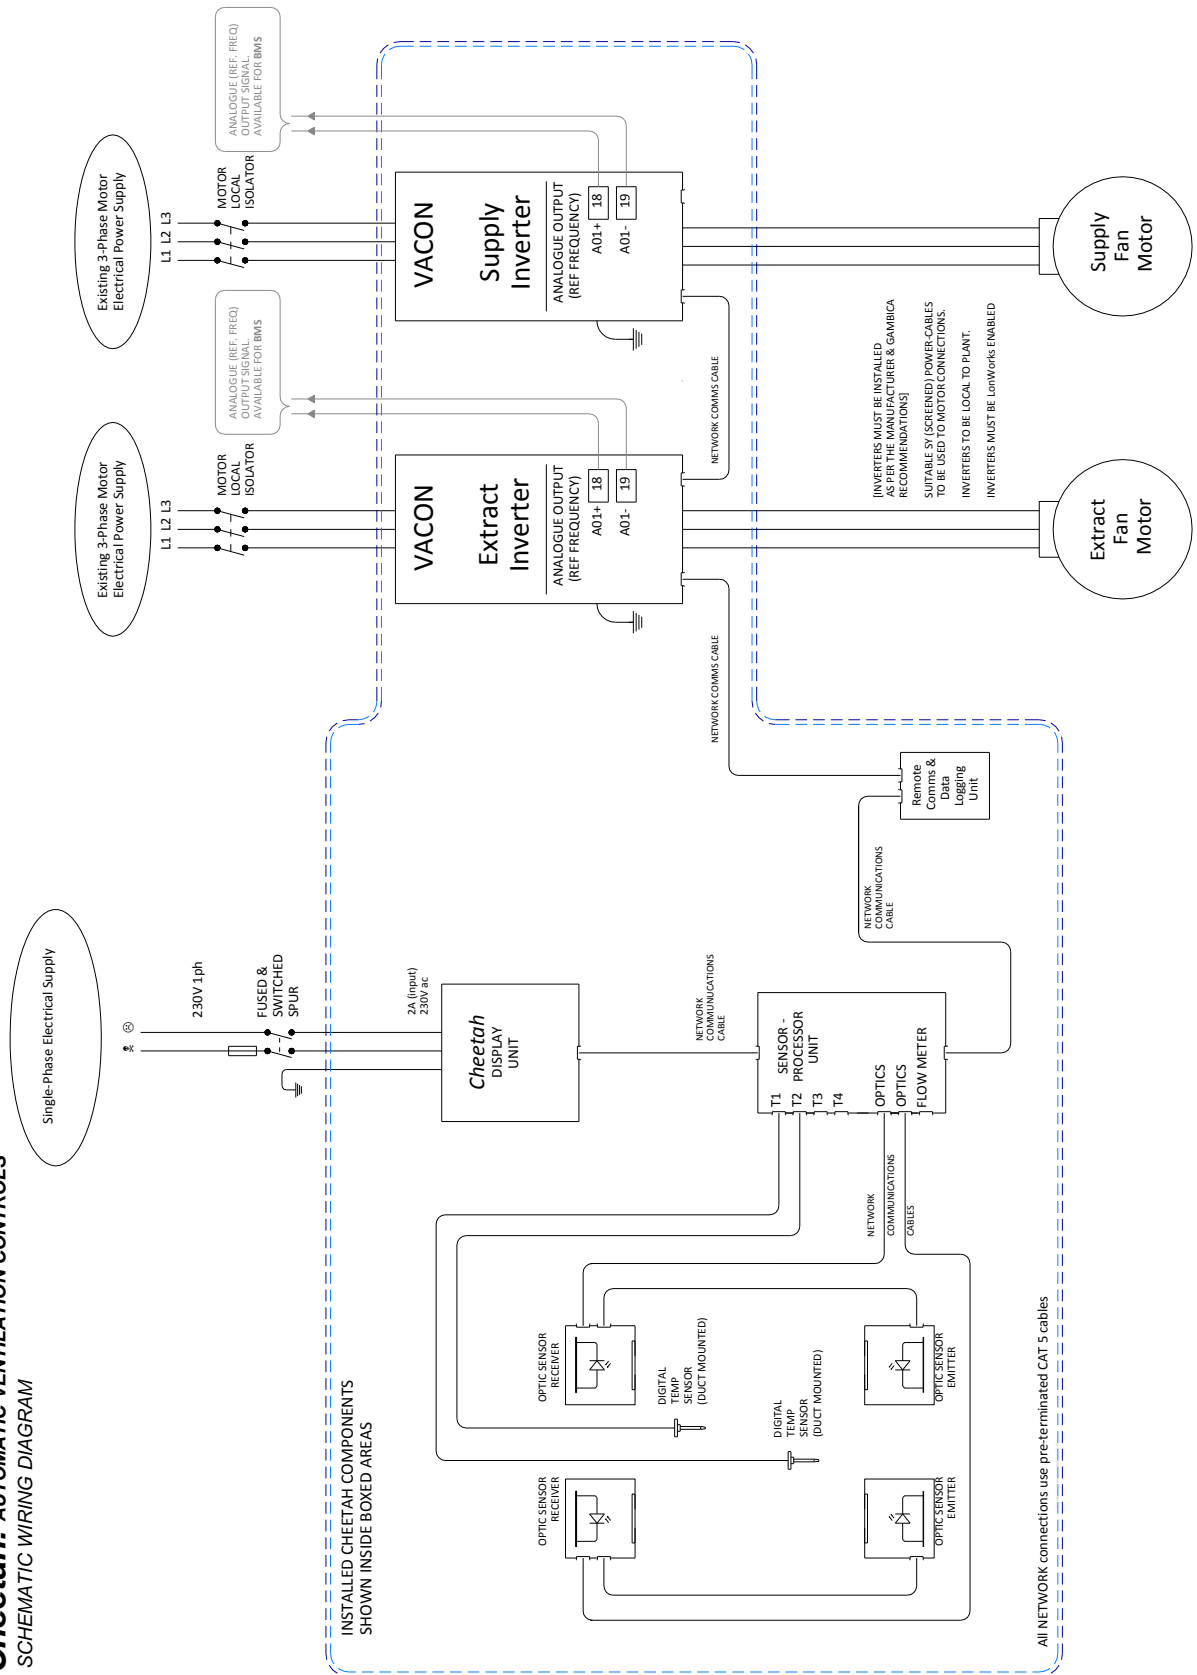 Cheetah: AUTOMATIC VENTILATION CONTROLS
SCHEMATIC WIRING DIAGRAM
Single-Phase Electrical Supply
230V 1ph
FUSED &
SWITCHED
SPUR
2A (input)
230V ac
Existing 3-Phase Motor
Electrical Power Supply
L1 L2 L3
MOTOR
LOCAL
ISOLATOR
ANALOGUE (REF. FREQ)
OUTPUT SIGNAL.
AVAILABLE FOR BMS
Existing 3-Phase Motor
Electrical Power Supply
L1 L2 L3
MOTOR
LOCAL
ISOLATOR
ANALOGUE (REF. FREQ)
OUTPUT SIGNAL.
AVAILABLE FOR BMS
INSTALLED CHEETAH COMPONENTS
SHOWN INSIDE BOXED AREAS
Cheetah
DISPLAY
UNIT
VACON
Extract
Inverter
ANALOGUE OUTPUT
(REF FREQUENCY)
A01+ 18
A01- 19
VACON
Supply
Inverter
ANALOGUE OUTPUT
(REF FREQUENCY)
A01+ 18
A01- 19
NETWORK
COMMUNUCATIONS
CABLE
NETWORK COMMS CABLE
NETWORK COMMS CABLE
OPTIC SENSOR
RECEIVER
OPTIC SENSOR
RECEIVER
DIGITAL
TEMP
SENSOR
(DUCT MOUNTED)
DIGITAL
TEMP
SENSOR
(DUCT MOUNTED)
T1
T2
T3
T4
SENSOR -
PROCESSOR
UNIT
OPTICS
OPTICS
FLOW METER
NETWORK
COMMUNICATIONS
CABLES
NETWORK
COMMUNICATIONS
CABLE
OPTIC SENSOR
EMITTER
OPTIC SENSOR
EMITTER
Remote
Comms &
Data
Logging
Unit
[INVERTERS MUST BE INSTALLED
AS PER THE MANUFACTURER & GAMBICA
RECOMMENDATIONS]
SUITABLE SY (SCREENED) POWER-CABLES
TO BE USED TO MOTOR CONNECTIONS.
INVERTERS TO BE LOCAL TO PLANT.
INVERTERS MUST BE LonWorks ENABLED
Extract
Fan
Motor
Supply
Fan
Motor
All NETWORK connections use pre-terminated CAT 5 cables